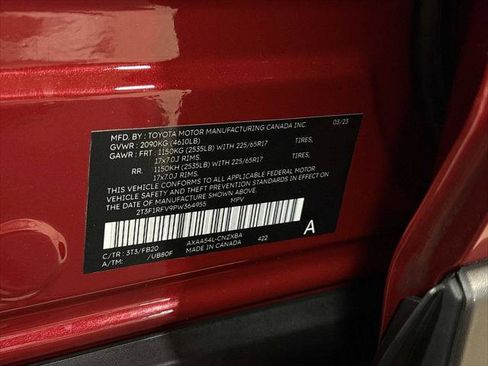 MFD. BY : TOYOTA MOTOR MANUFACTURING CANADA INC. 03/23
GVWR : 2090KG (4610LB)
GAWR : FRT. 1150KG (2535LB) WITH 225/65R17 TIRES,
17x7.0J RIMS.
RR. 1150KH (2535LB) WITH 225/65R17 TIRES,
17x7.0J RIMS.
THIS VEHICLE CONFORMS TO ALL APPLICABLE FEDERAL MOTOR
VEHICLE SAFETY AND BUMPER STANDARDS IN EFFECT ON
THE DATE OF MANUFACTURE SHOWN ABOVE.
2T3F1RFV9PW364955 MPV
A
C/TR : 3T3/FB20 AXAA54L-CNZXBA 422
A/TM: /UB80F MADE IN CANADA